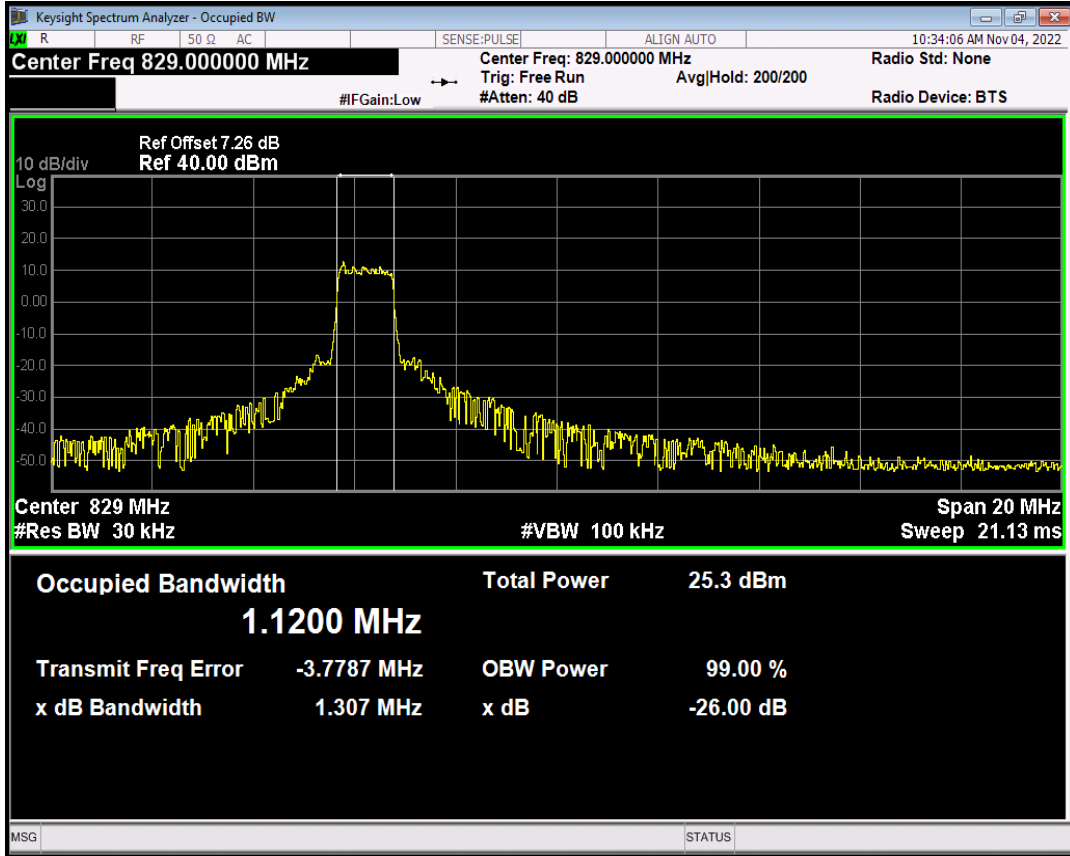 Keysight Spectrum Analyzer - Occupied BW
LXI R RF 50 Ω AC SENSE:PULSE ALIGN AUTO 10:34:06 AM Nov 04, 2022
Center Freq 829.000000 MHz Center Freq: 829.000000 MHz Radio Std: None
Trig: Free Run Avg|Hold: 200/200
#IFGain:Low #Atten: 40 dB Radio Device: BTS
Ref Offset 7.26 dB
10 dB/div Ref 40.00 dBm
Log
30.0
20.0
10.0
0.00
-10.0
-20.0
-30.0
-40.0
-50.0
Center 829 MHz Span 20 MHz
#Res BW 30 kHz #VBW 100 kHz Sweep 21.13 ms
Occupied Bandwidth Total Power 25.3 dBm
1.1200 MHz
Transmit Freq Error -3.7787 MHz OBW Power 99.00 %
x dB Bandwidth 1.307 MHz x dB -26.00 dB
MSG STATUS